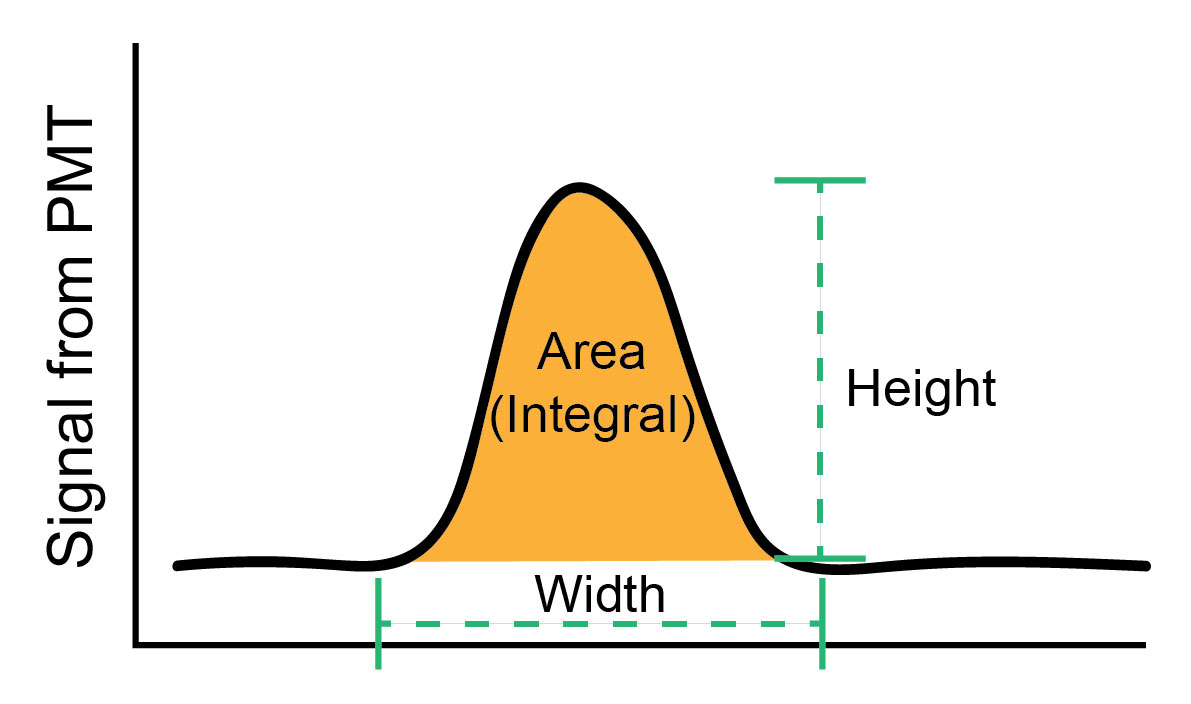 Signal from PMT
Area
(Integral)
Height
Width